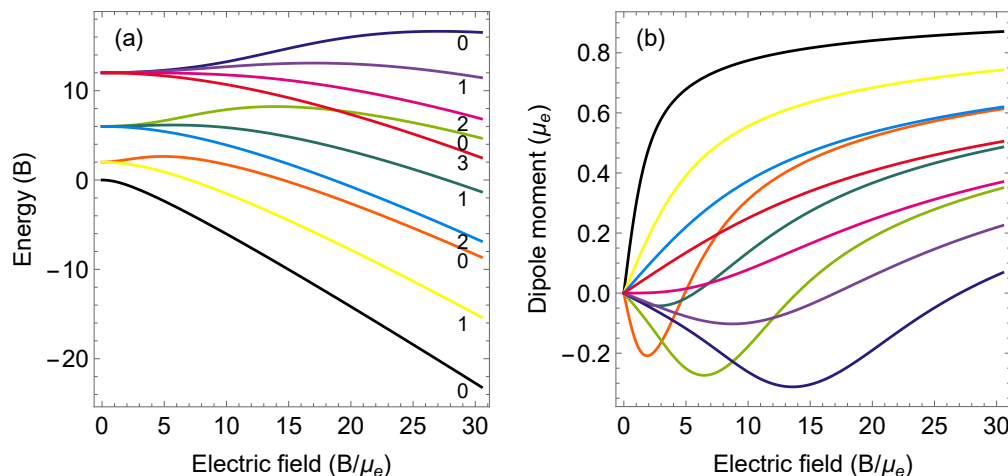 (a)
Energy (B)
10
0
−10
−20
0
1
2
0
3
1
2
0
1
0
0 5 10 15 20 25 30
Electric field (B/μₑ)
(b)
Dipole moment (μₑ)
0.8
0.6
0.4
0.2
0.0
−0.2
0 5 10 15 20 25 30
Electric field (B/μₑ)